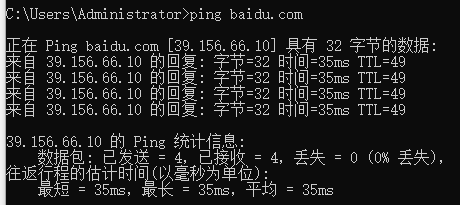 C:\Users\Administrator>ping baidu.com
正在 Ping baidu.com [39.156.66.10] 具有 32 字节的数据:
来自 39.156.66.10 的回复: 字节=32 时间=35ms TTL=49
来自 39.156.66.10 的回复: 字节=32 时间=35ms TTL=49
来自 39.156.66.10 的回复: 字节=32 时间=35ms TTL=49
来自 39.156.66.10 的回复: 字节=32 时间=35ms TTL=49
39.156.66.10 的 Ping 统计信息:
数据包: 已发送 = 4，已接收 = 4，丢失 = 0 (0% 丢失)，
往返行程的估计时间(以毫秒为单位):
最短 = 35ms，最长 = 35ms，平均 = 35ms